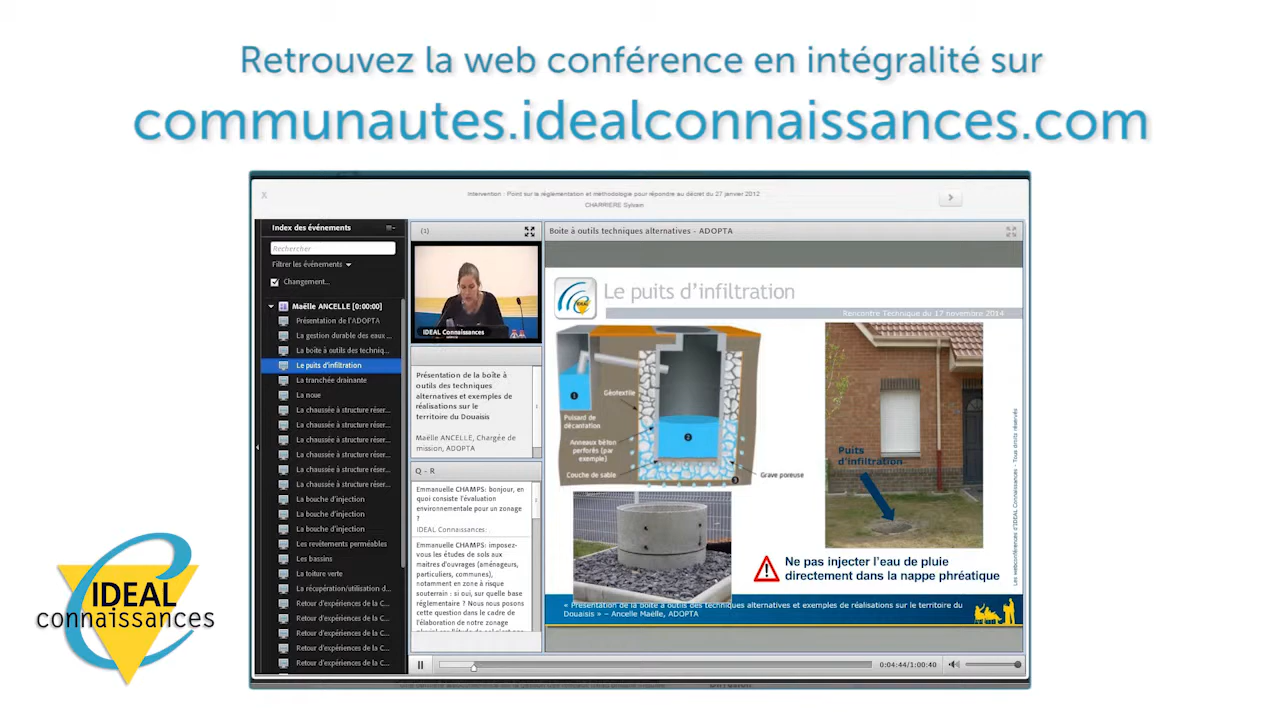 Retrouvez la web conférence en intégralité sur
communautes.idealconnaissances.com
X
Intervention : Point sur la réglementation et méthodologie pour répondre au décret du 27 janvier 2012
CHARRIERE Sylvain
Index des événements
Rechercher
Filtrer les événements
Changement...
Maëlle ANCELLE [0:00:00]
Présentation de l'ADOPTA
La gestion durable des eaux ...
La boite à outils des techniq...
Le puits d'infiltration
La tranchée drainante
La noue
La chaussée à structure réser...
La chaussée à structure réser...
La chaussée à structure réser...
La chaussée à structure réser...
La chaussée à structure réser...
La chaussée à structure réser...
La bouche d'injection
La bouche d'injection
La bouche d'injection
Les revêtements perméables
Les bassins
La toiture verte
La récupération/utilisation d...
Retour d'expériences de la C...
Retour d'expériences de la C...
Retour d'expériences de la C...
Retour d'expériences de la C...
Retour d'expériences de la C...
(1)
IDEAL Connaissances
Présentation de la boîte à
outils des techniques
alternatives et exemples de
réalisations sur le
territoire du Douaisis
Maëlle ANCELLE, Chargée de
mission, ADOPTA
Q - R
Emmanuelle CHAMPS: bonjour, en
quoi consiste l'évaluation
environnementale pour un zonage
?
IDEAL Connaissances:
Emmanuelle CHAMPS: imposez-
vous les études de sols aux
maitres d'ouvrages (aménageurs,
particuliers, communes),
notamment en zone à risque
souterrain : si oui, sur quelle base
réglementaire ? Nous nous posons
cette question dans le cadre de
l'élaboration de notre zonage
Boite à outils techniques alternatives - ADOPTA
IDEAL
Le puits d'infiltration
Rencontre Technique du 17 novembre 2014
1
Puisard de
décantation
Géotextile
Anneaux béton
perforés (par
exemple)
Couche de sable
2
3
Grave poreuse
Puits
d'infiltration
Ne pas injecter l'eau de pluie
directement dans la nappe phréatique
Les webconférences d'IDEAL Connaissances - Tous droits réservés
« Présentation de la boîte à outils des techniques alternatives et exemples de réalisations sur le territoire du
Douaisis » – Ancelle Maëlle, ADOPTA
0:04:44/1:00:40
IDEAL
connaissances